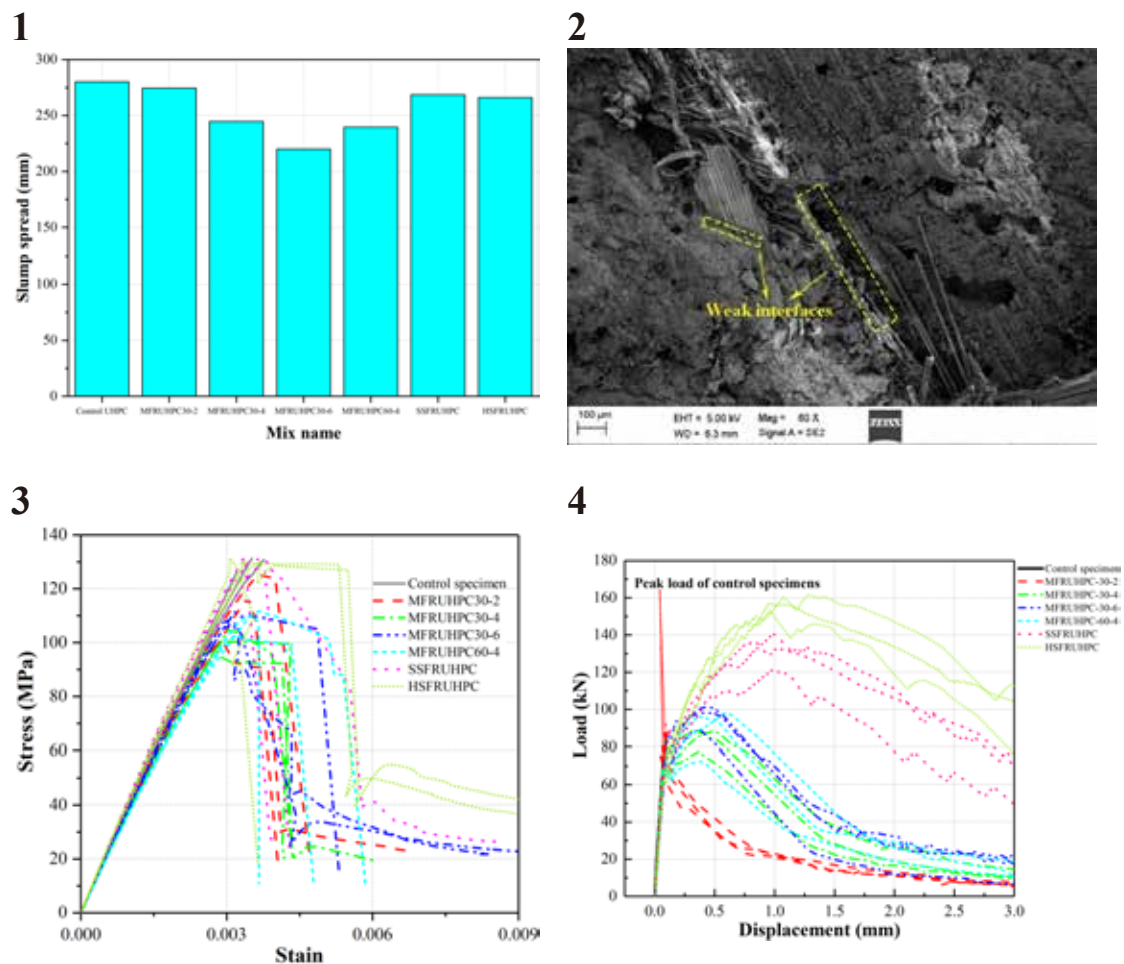 1
300
250
200
150
100
50
0
Slump spread (mm)
Control UHPC MFRUHPC30-2 MFRUHPC30-4 MFRUHPC30-6 MFRUHPC60-4 SSFRUHPC HSFRUHPC
Mix name
2
Weak interfaces
100 μm
EHT = 5.00 kV Mag = 60 X
WD = 6.3 mm Signal A = SE2
ZEISS
3
140
120
100
80
60
40
20
0
Stress (MPa)
Control specimen
MFRUHPC30-2
MFRUHPC30-4
MFRUHPC30-6
MFRUHPC60-4
SSFRUHPC
HSFRUHPC
0.000 0.003 0.006 0.009
Stain
4
180
160
140
120
100
80
60
40
20
0
Load (kN)
Peak load of control specimens
Control specimens
MFRUHPC-30-2
MFRUHPC-30-4
MFRUHPC-30-6
MFRUHPC-60-4
SSFRUHPC
HSFRUHPC
0.0 0.5 1.0 1.5 2.0 2.5 3.0
Displacement (mm)